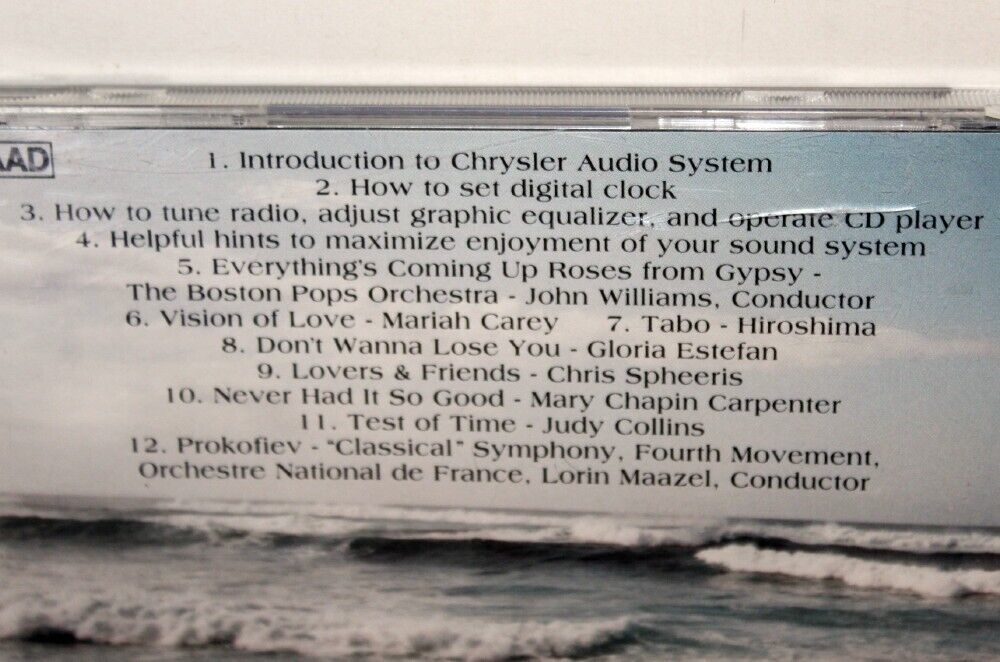 AAD
1. Introduction to Chrysler Audio System
2. How to set digital clock
3. How to tune radio, adjust graphic equalizer, and operate CD player
4. Helpful hints to maximize enjoyment of your sound system
5. Everything's Coming Up Roses from Gypsy -
The Boston Pops Orchestra - John Williams, Conductor
6. Vision of Love - Mariah Carey 7. Tabo - Hiroshima
8. Don't Wanna Lose You - Gloria Estefan
9. Lovers & Friends - Chris Spheeris
10. Never Had It So Good - Mary Chapin Carpenter
11. Test of Time - Judy Collins
12. Prokofiev - "Classical" Symphony, Fourth Movement,
Orchestre National de France, Lorin Maazel, Conductor